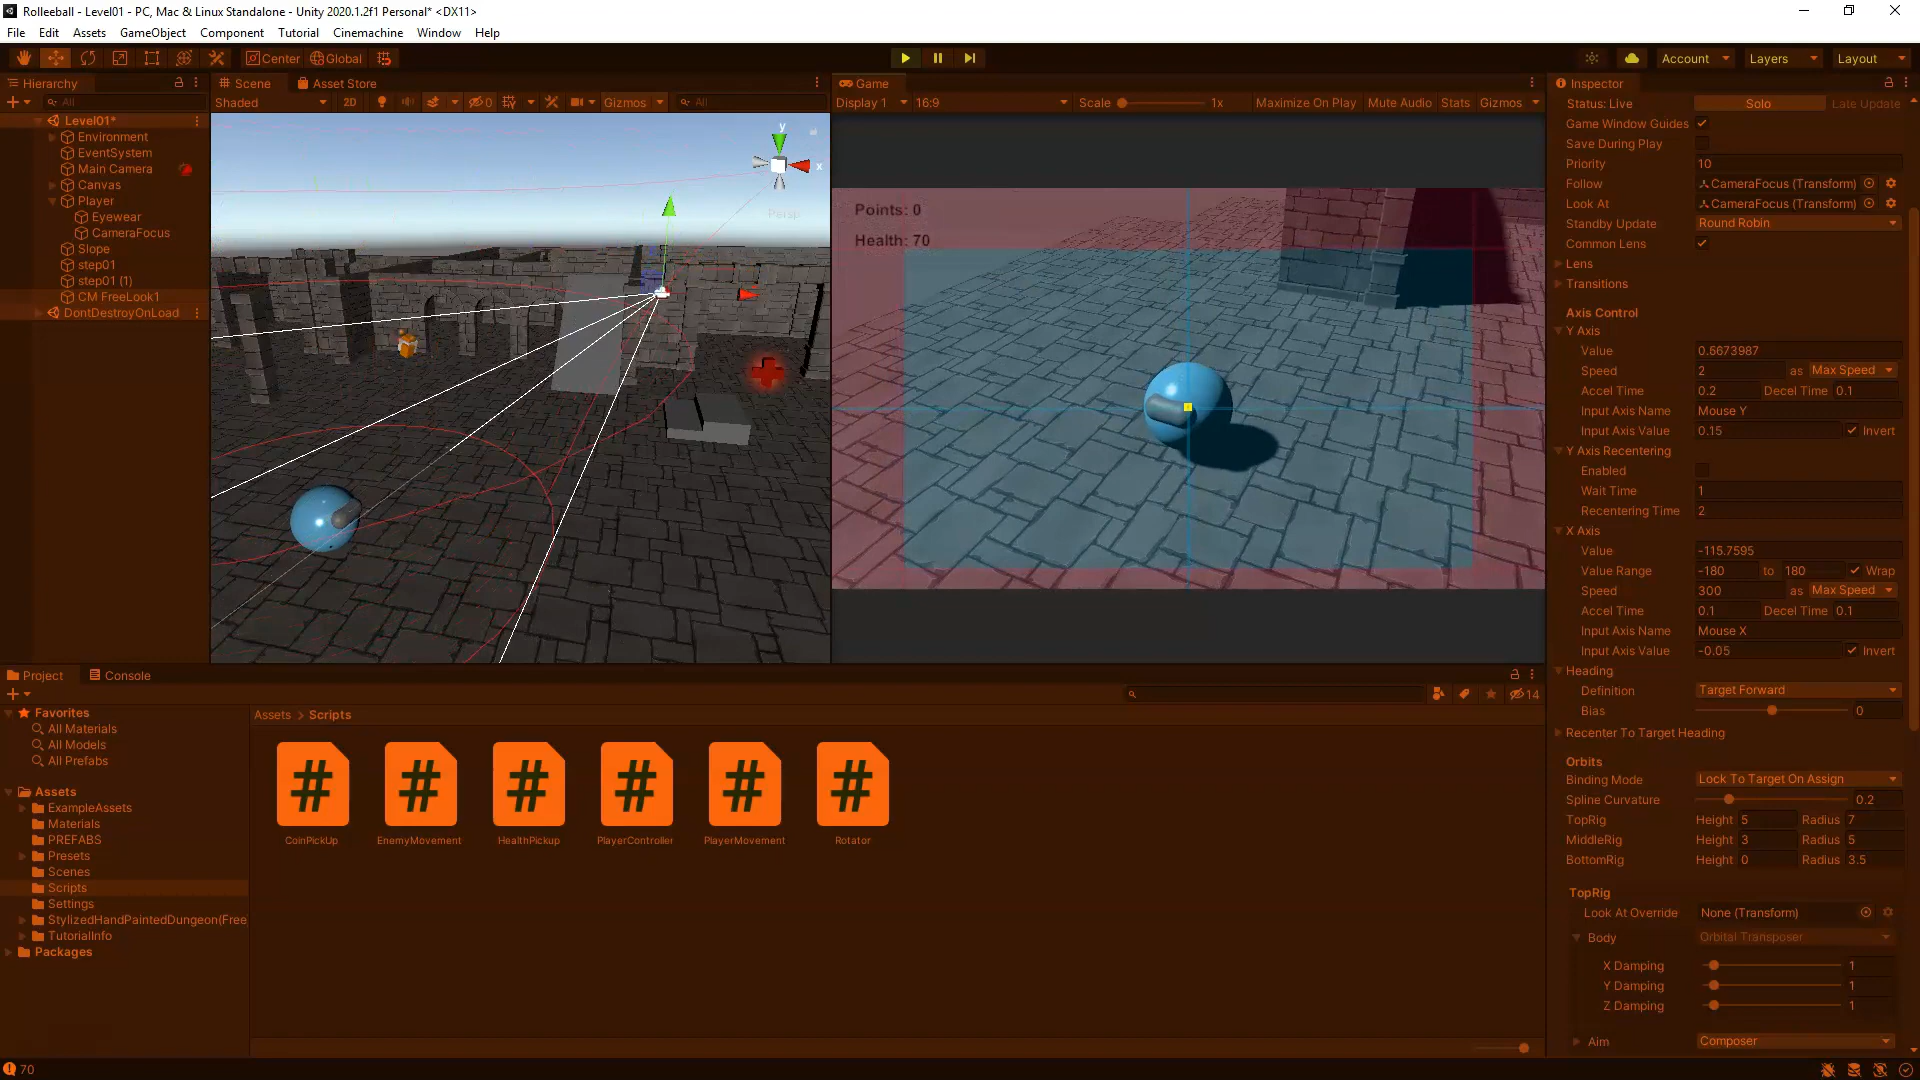 Rolleeball - Level01 - PC, Mac & Linux Standalone - Unity 2020.1.2f1 Personal* <DX11>
File Edit Assets GameObject Component Tutorial Cinemachine Window Help
Center Global Account Layers Layout
Hierarchy
All
Level01*
Environment
EventSystem
Main Camera
Canvas
Player
Eyewear
CameraFocus
Slope
step01
step01 (1)
CM FreeLook1
DontDestroyOnLoad
Scene Asset Store
Shaded 2D 0 Gizmos All
y
x
Persp
Game
Display 1 16:9 Scale 1x Maximize On Play Mute Audio Stats Gizmos
Points: 0
Health: 70
Inspector
Status: Live Solo Late Update
Game Window Guides
Save During Play
Priority 10
Follow CameraFocus (Transform)
Look At CameraFocus (Transform)
Standby Update Round Robin
Common Lens
Lens
Transitions
Axis Control
Y Axis
Value 0.5673987
Speed 2 as Max Speed
Accel Time 0.2 Decel Time 0.1
Input Axis Name Mouse Y
Input Axis Value 0.15 Invert
Y Axis Recentering
Enabled
Wait Time 1
Recentering Time 2
X Axis
Value -115.7595
Value Range -180 to 180 Wrap
Speed 300 as Max Speed
Accel Time 0.1 Decel Time 0.1
Input Axis Name Mouse X
Input Axis Value -0.05 Invert
Heading
Definition Target Forward
Bias 0
Recenter To Target Heading
Orbits
Binding Mode Lock To Target On Assign
Spline Curvature 0.2
TopRig Height 5 Radius 7
MiddleRig Height 3 Radius 5
BottomRig Height 0 Radius 3.5
TopRig
Look At Override None (Transform)
Body Orbital Transposer
X Damping 1
Y Damping 1
Z Damping 1
Aim Composer
Project Console
14
Favorites
All Materials
All Models
All Prefabs
Assets
ExampleAssets
Materials
PREFABS
Presets
Scenes
Scripts
Settings
StylizedHandPaintedDungeon(Free
TutorialInfo
Packages
Assets > Scripts
CoinPickUp EnemyMovement HealthPickup PlayerController PlayerMovement Rotator
70